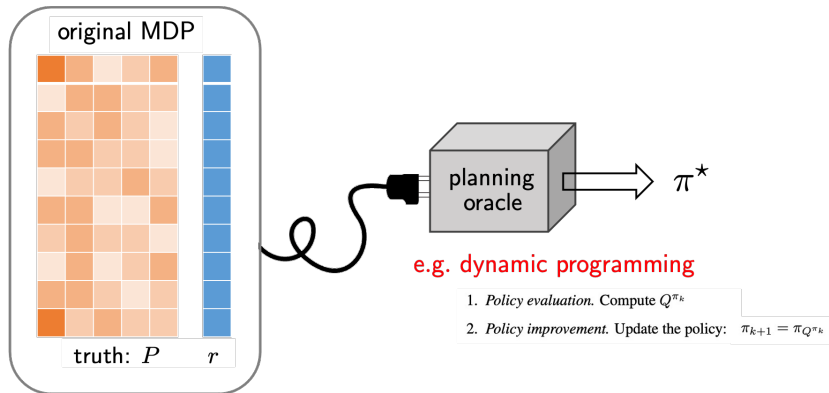 original MDP
truth: P r
planning
oracle
π*
e.g. dynamic programming
1. Policy evaluation. Compute Q^{π_k}
2. Policy improvement. Update the policy: π_{k+1} = π_{Q^{π_k}}